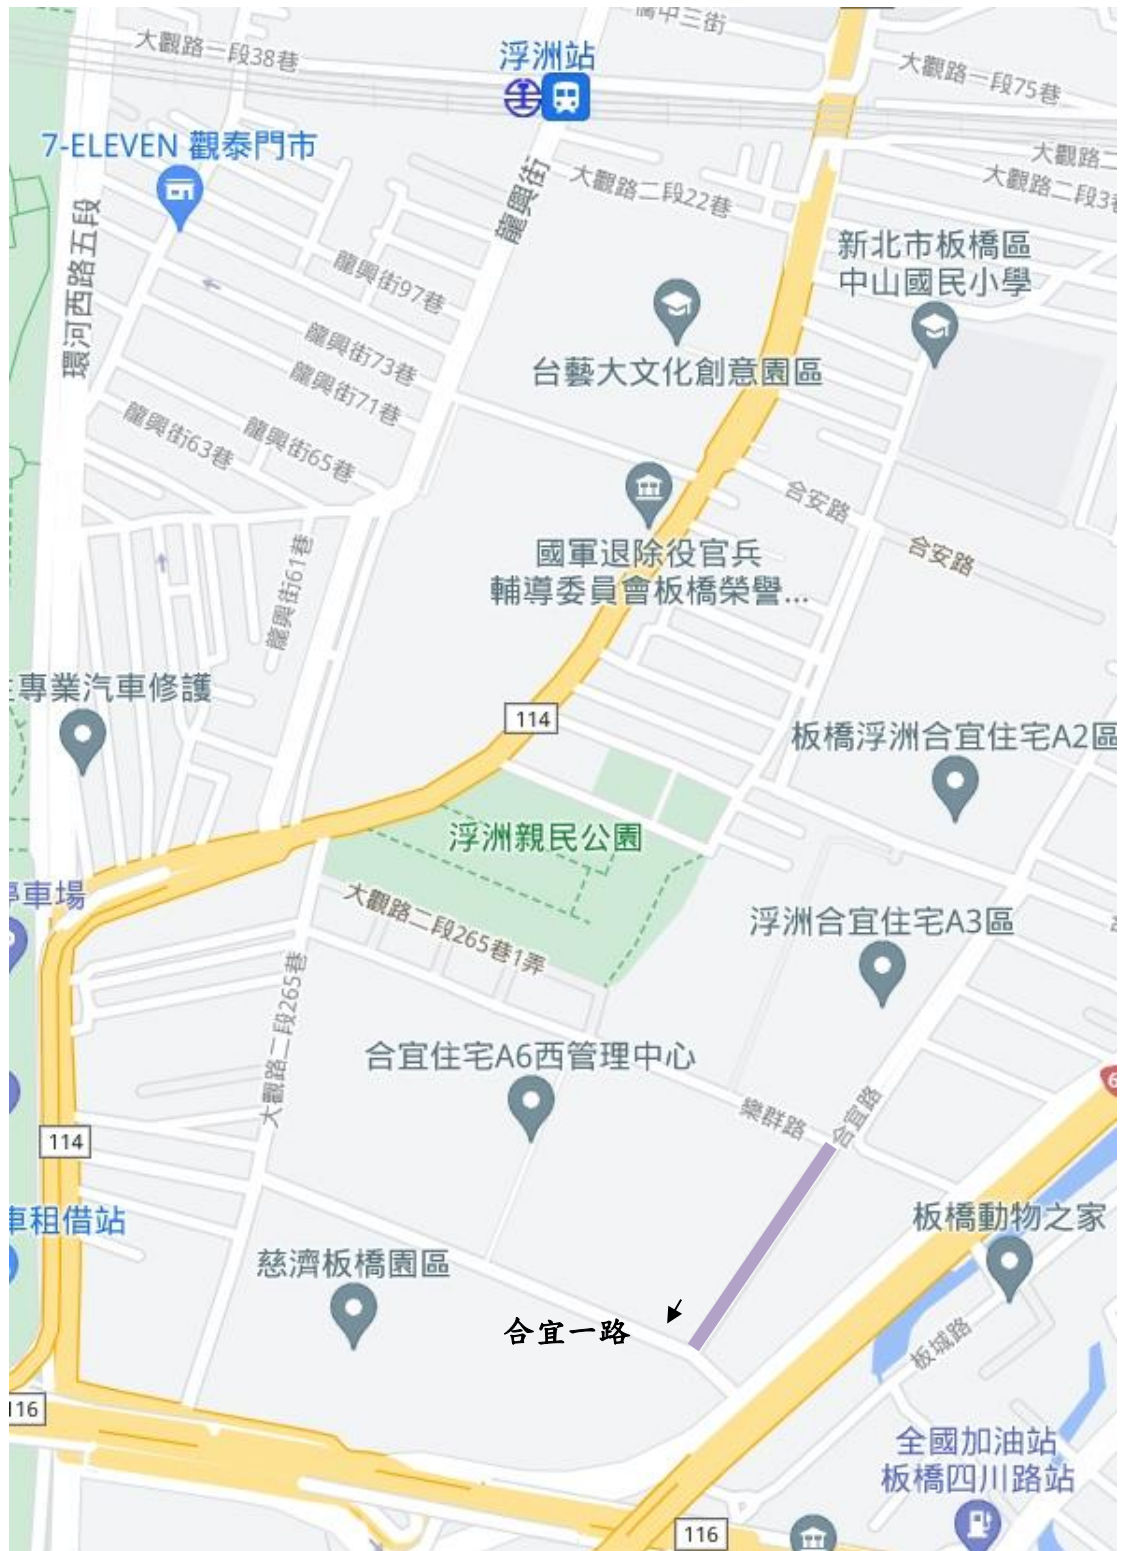 僑中三街
大觀路一段38巷
浮洲站
大觀路一段75巷
7-ELEVEN 觀泰門市
大觀路二
大觀路二段3
龍興街
大觀路二段22巷
環河西路五段
新北市板橋區
中山國民小學
龍興街97巷
龍興街73巷
台藝大文化創意園區
龍興街71巷
龍興街63巷
龍興街65巷
合安路
國軍退除役官兵
輔導委員會板橋榮譽...
合安路
龍興街61巷
專業汽車修護
114
板橋浮洲合宜住宅A2區
浮洲親民公園
停車場
大觀路二段265巷1弄
浮洲合宜住宅A3區
大觀路二段265巷
合宜住宅A6西管理中心
樂群路
合宜路
114
車租借站
板橋動物之家
慈濟板橋園區
合宜一路
板城路
116
全國加油站
板橋四川路站
116